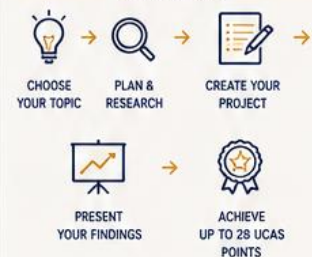 CHOOSE
YOUR TOPIC
PLAN &
RESEARCH
CREATE YOUR
PROJECT
PRESENT
YOUR FINDINGS
ACHIEVE
UP TO 28 UCAS
POINTS